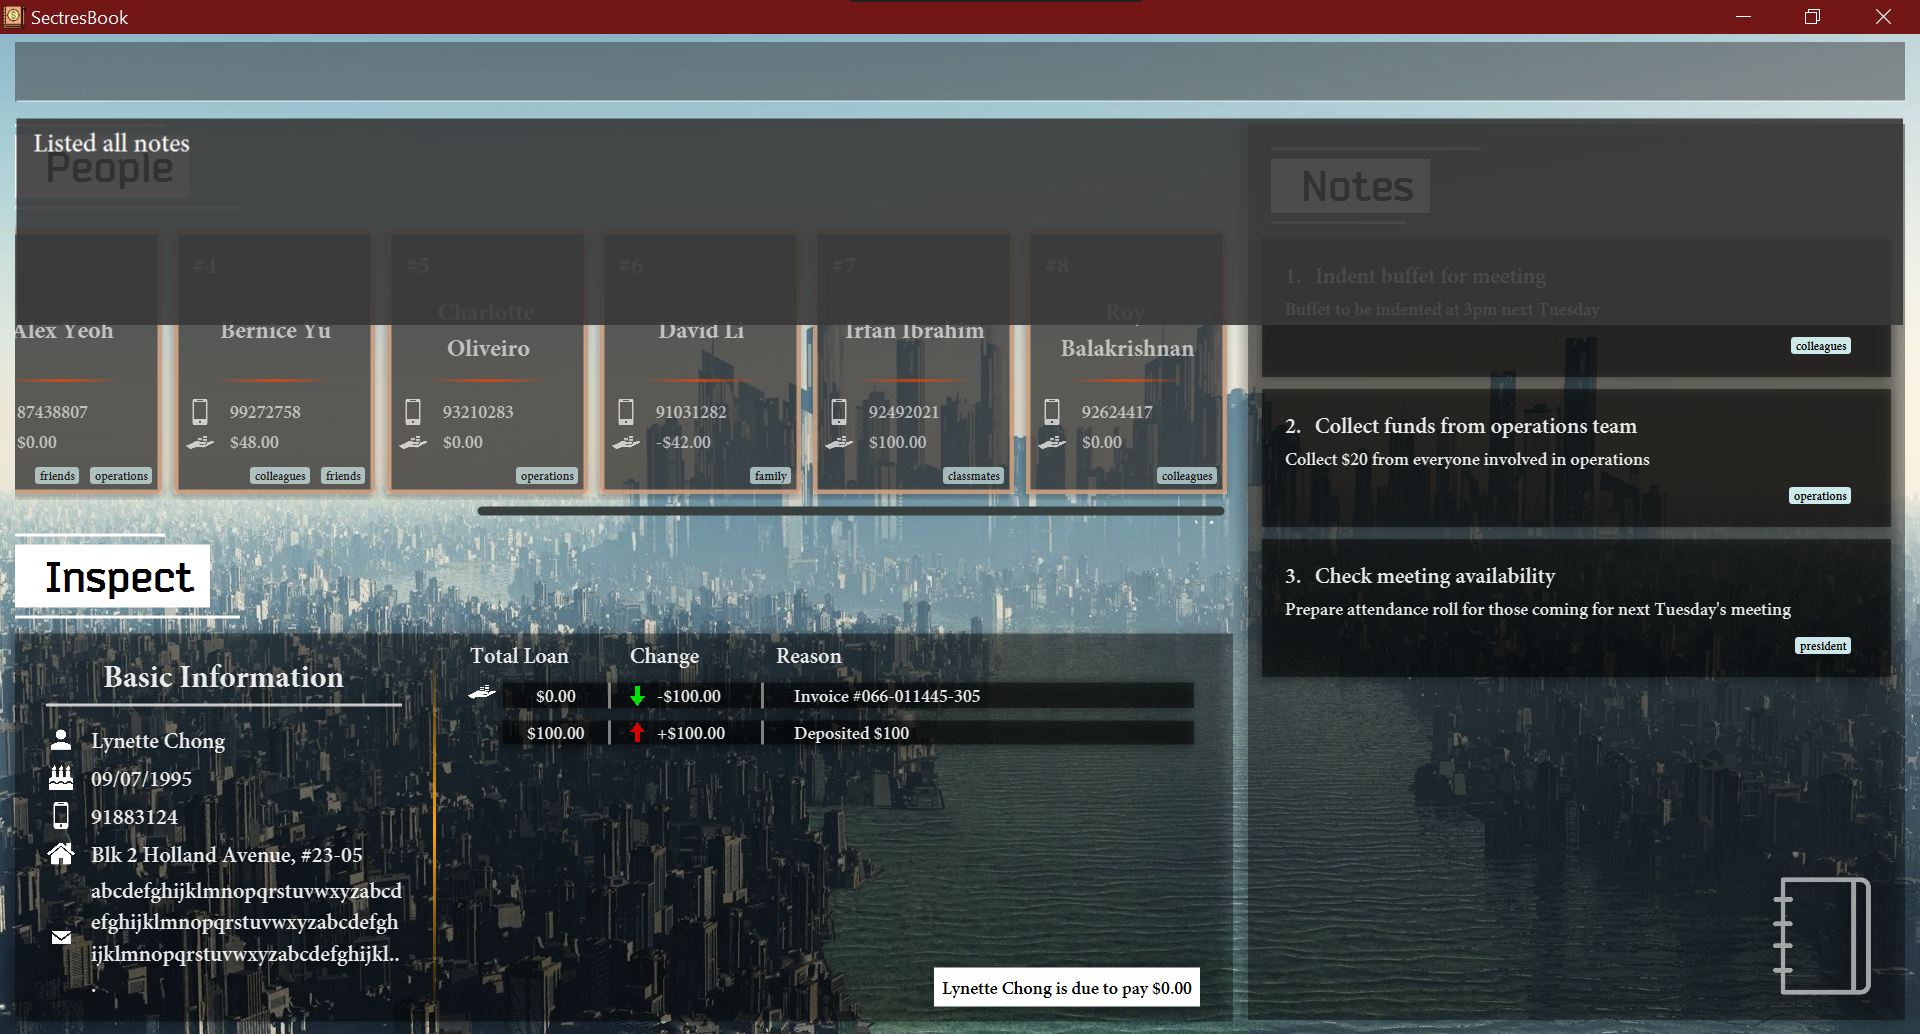 SectresBook
Listed all notes
People
#4
#5
#6
#7
#8
Alex Yeoh
87438807
$0.00
friends operations
Bernice Yu
99272758
$48.00
colleagues friends
Charlotte
Oliveiro
93210283
$0.00
operations
David Li
91031282
-$42.00
family
Irfan Ibrahim
92492021
$100.00
classmates
Roy
Balakrishnan
92624417
$0.00
colleagues
Inspect
Basic Information
Lynette Chong
09/07/1995
91883124
Blk 2 Holland Avenue, #23-05
abcdefghijklmnopqrstuvwxyzabcd
efghijklmnopqrstuvwxyzabcdefgh
ijklmnopqrstuvwxyzabcdefghijkl..
.
Total Loan Change Reason
$0.00 -$100.00 Invoice #066-011445-305
$100.00 +$100.00 Deposited $100
Lynette Chong is due to pay $0.00
Notes
1. Indent buffet for meeting
Buffet to be indented at 3pm next Tuesday
colleagues
2. Collect funds from operations team
Collect $20 from everyone involved in operations
operations
3. Check meeting availability
Prepare attendance roll for those coming for next Tuesday's meeting
president